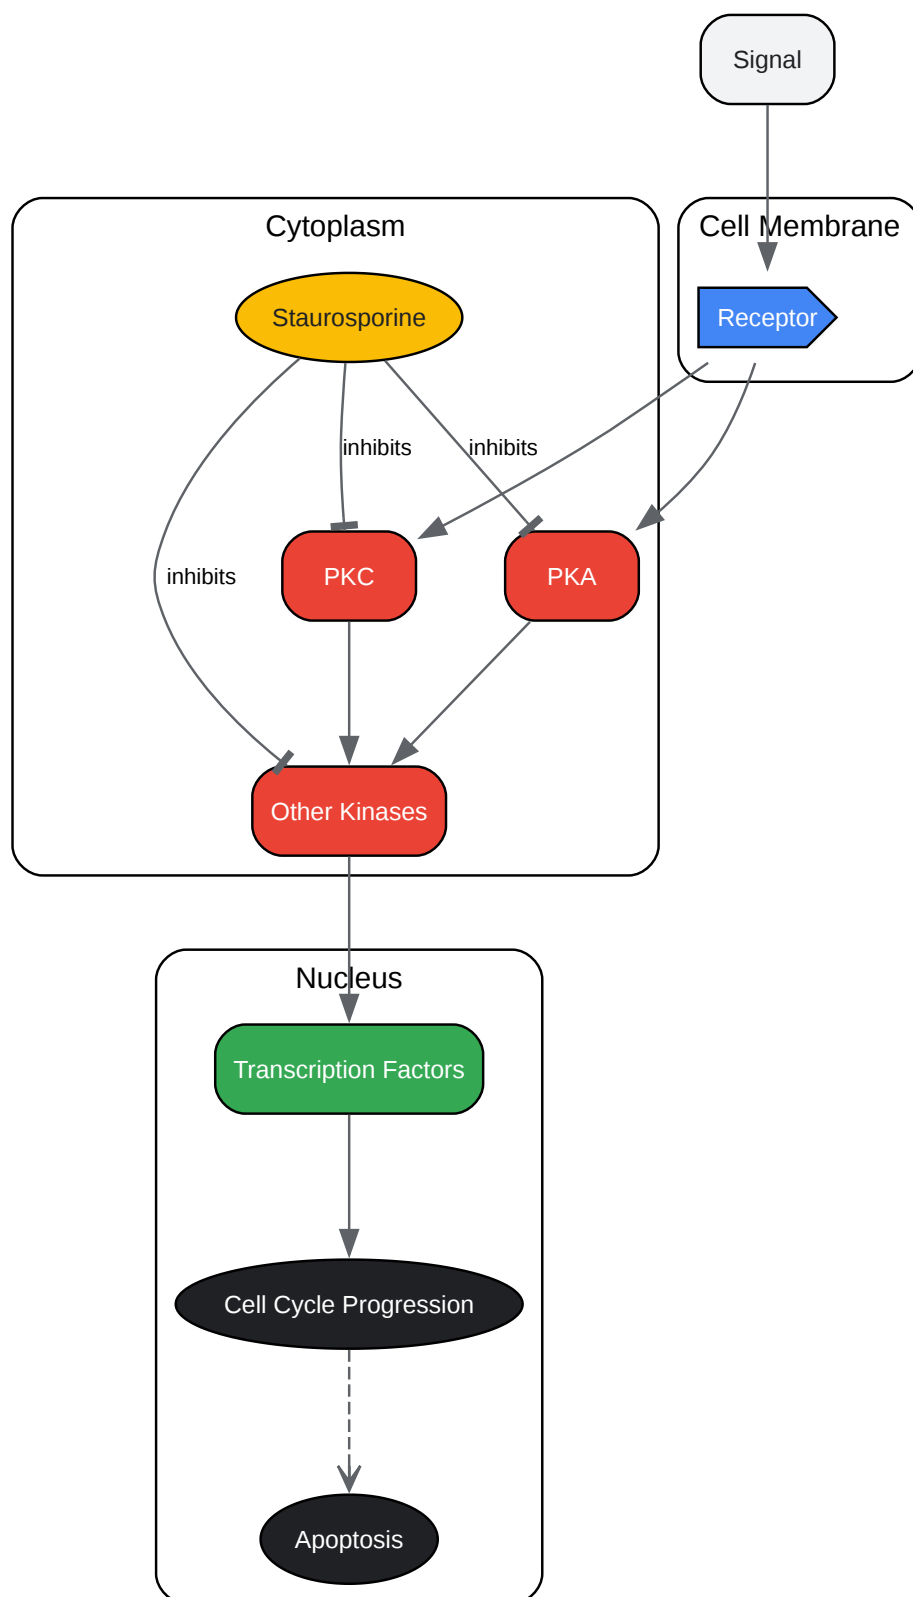 Signal
Cytoplasm
Cell Membrane
Staurosporine
Receptor
inhibits
inhibits
inhibits
PKC
PKA
Other Kinases
Nucleus
Transcription Factors
Cell Cycle Progression
Apoptosis